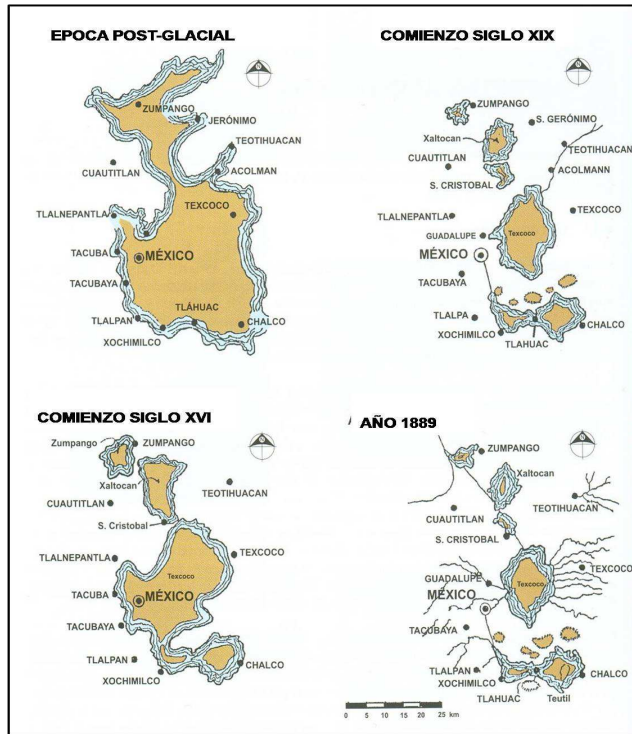 EPOCA POST-GLACIAL
N
ZUMPANGO
JERÓNIMO
TEOTIHUACAN
CUAUTITLAN
ACOLMAN
TLALNEPANTLA
TEXCOCO
TACUBA
MÉXICO
TACUBAYA
TLÁHUAC
TLALPAN
CHALCO
XOCHIMILCO
COMIENZO SIGLO XIX
N
ZUMPANGO
S. GERÓNIMO
Xaltocan
TEOTIHUACAN
CUAUTITLAN
ACOLMANN
S. CRISTOBAL
TLALNEPANTLA
TEXCOCO
GUADALUPE
Texcoco
MÉXICO
TACUBAYA
TLALPA
CHALCO
XOCHIMILCO
TLAHUAC
COMIENZO SIGLO XVI
N
Zumpango
ZUMPANGO
Xaltocan
TEOTIHUACAN
CUAUTITLAN
S. Cristobal
TLALNEPANTLA
TEXCOCO
Texcoco
TACUBA
MÉXICO
TACUBAYA
TLALPAN
CHALCO
XOCHIMILCO
AÑO 1889
N
ZUMPANGO
Xaltocan
TEOTIHUACAN
CUAUTITLAN
S. CRISTOBAL
GUADALUPE
Texcoco
TEXCOCO
MÉXICO
TACUBAYA
TLALPAN
CHALCO
XOCHIMILCO
TLAHUAC
Teutil
0 5 10 15 20 25 km